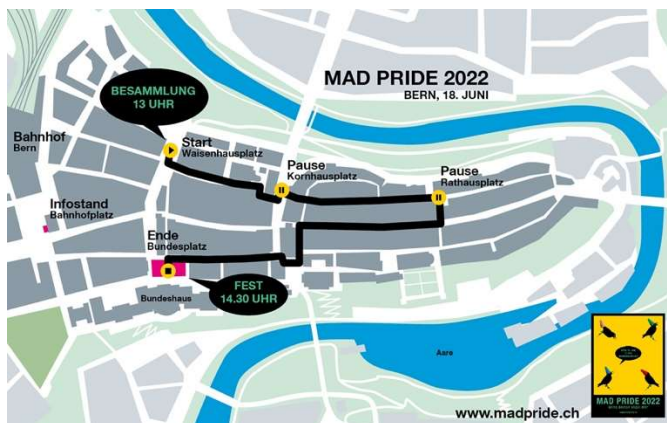 MAD PRIDE 2022
BERN, 18. JUNI
BESAMMLUNG
13 UHR
Bahnhof
Bern
Start
Waisenhausplatz
Pause
Kornhausplatz
Pause
Rathausplatz
Infostand
Bahnhofplatz
Ende
Bundesplatz
FEST
14.30 UHR
Bundeshaus
Aare
MAD PRIDE 2022
www.madpride.ch